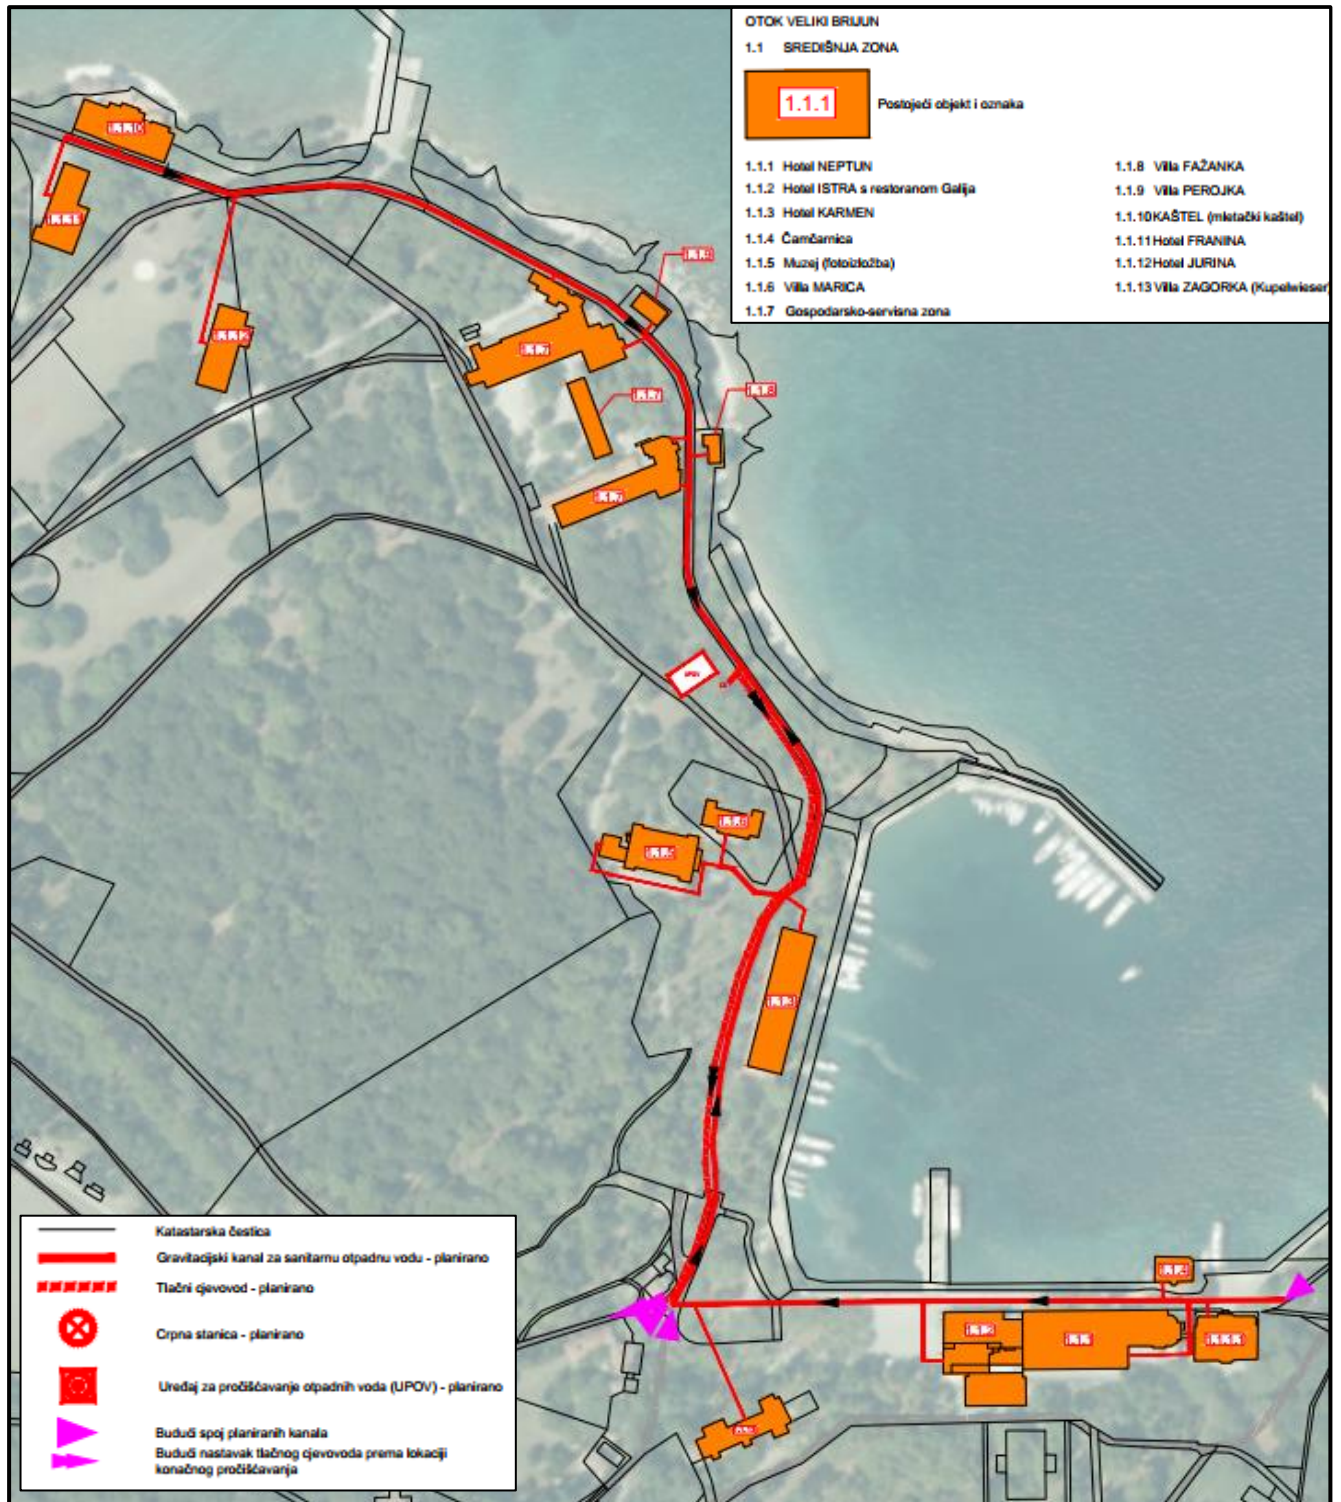 OTOK VELIKI BRIJUN
1.1 SREDIŠNJA ZONA
1.1.1 Postojeći objekt i oznaka
1.1.1 Hotel NEPTUN
1.1.2 Hotel ISTRA s restoranom Galija
1.1.3 Hotel KARMEN
1.1.4 Čamčarnica
1.1.5 Muzej (fotoizložba)
1.1.6 Villa MARICA
1.1.7 Gospodarsko-servisna zona
1.1.8 Villa FAŽANKA
1.1.9 Villa PEROJKA
1.1.10 KAŠTEL (mletački kaštel)
1.1.11 Hotel FRANINA
1.1.12 Hotel JURINA
1.1.13 Villa ZAGORKA (Kupelwieser)
1.1.7
1.1.8
Katastarska čestica
Gravitacijski kanal za sanitarnu otpadnu vodu - planirano
Tlačni cjevovod - planirano
Crpna stanica - planirano
Uređaj za pročišćavanje otpadnih voda (UPOV) - planirano
Budući spoj planiranih kanala
Budući nastavak tlačnog cjevovoda prema lokaciji
konačnog pročišćavanja